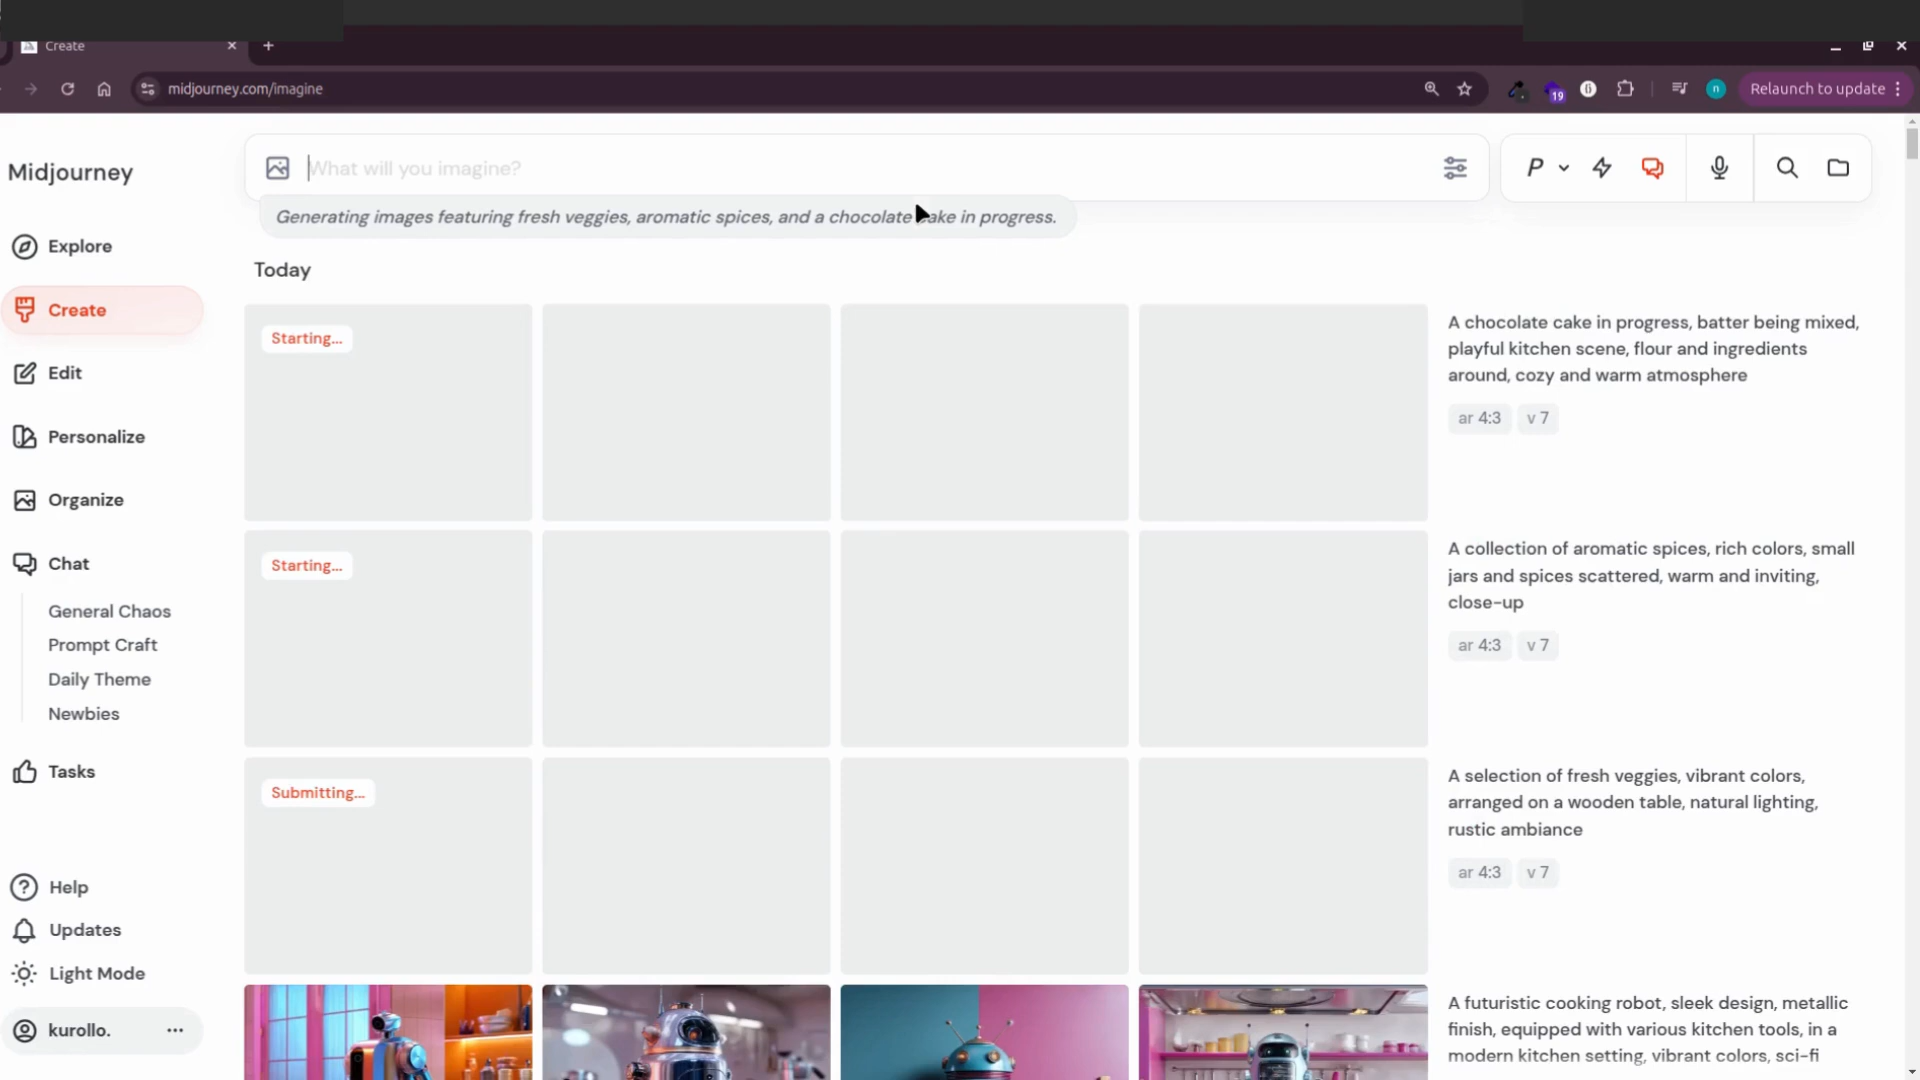 Create
midjourney.com/imagine
19
n
Relaunch to update
Midjourney
What will you imagine?
P
Generating images featuring fresh veggies, aromatic spices, and a chocolate cake in progress.
Explore
Create
Edit
Personalize
Organize
Chat
General Chaos
Prompt Craft
Daily Theme
Newbies
Tasks
Help
Updates
Light Mode
kurollo.
Today
Starting...
A chocolate cake in progress, batter being mixed,
playful kitchen scene, flour and ingredients
around, cozy and warm atmosphere
ar 4:3 v 7
Starting...
A collection of aromatic spices, rich colors, small
jars and spices scattered, warm and inviting,
close-up
ar 4:3 v 7
Submitting...
A selection of fresh veggies, vibrant colors,
arranged on a wooden table, natural lighting,
rustic ambiance
ar 4:3 v 7
A futuristic cooking robot, sleek design, metallic
finish, equipped with various kitchen tools, in a
modern kitchen setting, vibrant colors, sci-fi